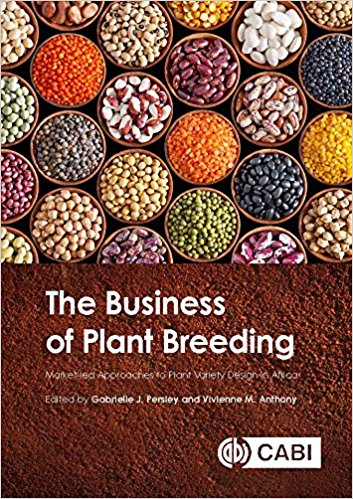 The Business
of Plant Breeding
Market-led Approaches to Plant Variety Design in Africa
Edited by Gabrielle J. Persley and Vivienne M. Anthony
CABI